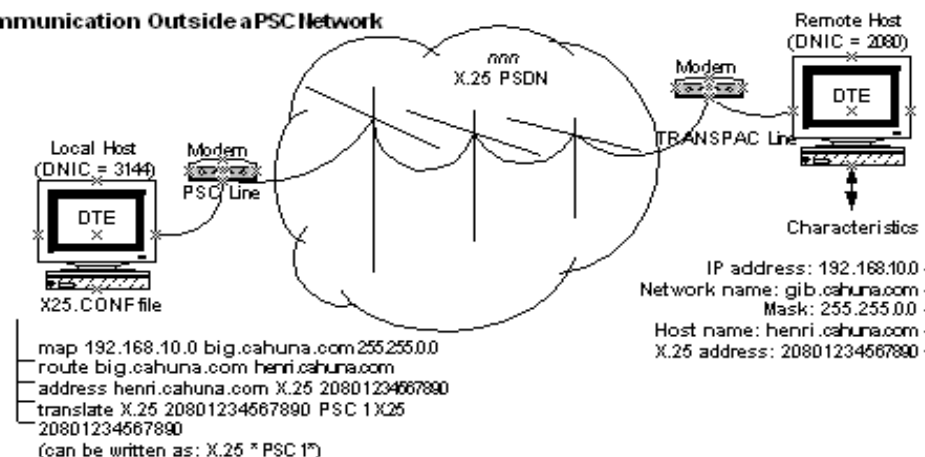 mmunication Outside a PSC Network
Remote Host
(DNIC = 2080)
X.25 PSDN
Modem
DTE
TRANSPAC Line
Local Host
(DNIC = 3144)
Modem
PSC Line
DTE
X25.CONF file
Characteristics
IP address: 192.168.10.0
Network name: gib.cahuna.com
Mask: 255.255.0.0
Host name: henri.cahuna.com
X.25 address: 20801234567890
map 192.168.10.0 big.cahuna.com 255.255.0.0
route big.cahuna.com henri.cahuna.com
address henri.cahuna.com X.25 20801234567890
translate X.25 20801234567890 PSC 1 X.25
20801234567890
(can be written as: X.25 * PSC 1*)